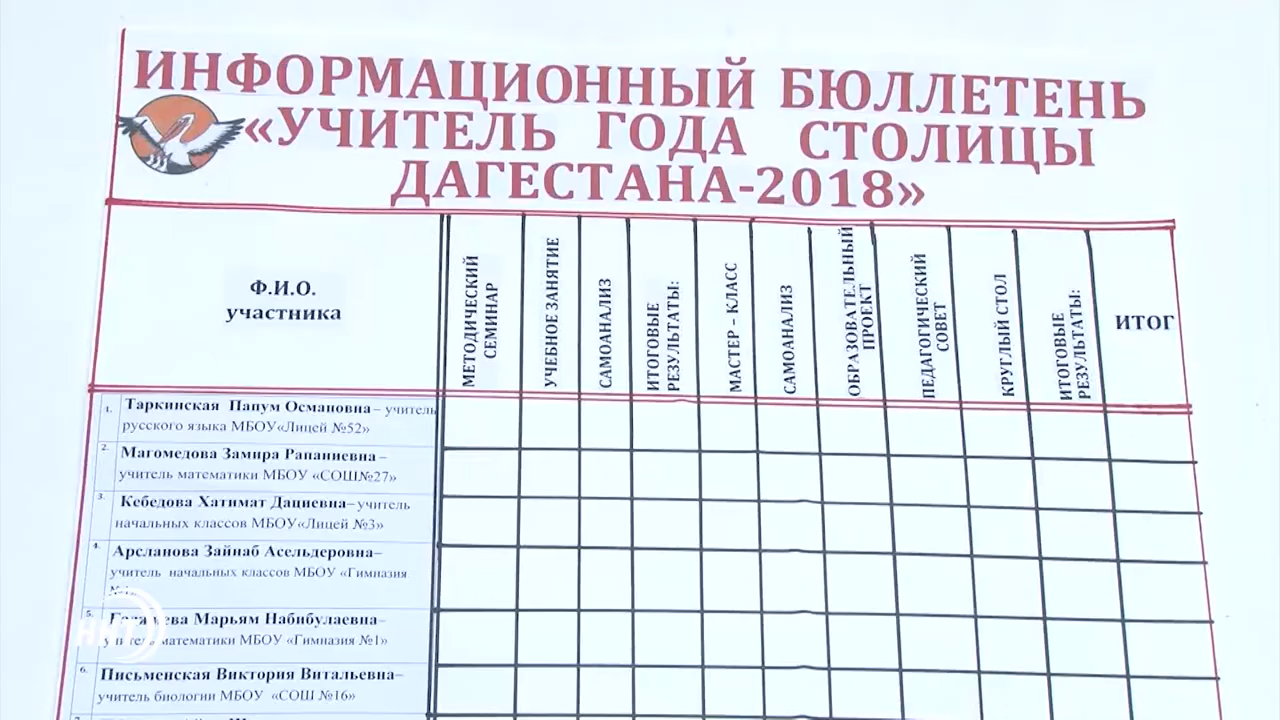 ИНФОРМАЦИОННЫЙ БЮЛЛЕТЕНЬ
«УЧИТЕЛЬ ГОДА СТОЛИЦЫ
ДАГЕСТАНА-2018»
Ф.И.О.
участника
МЕТОДИЧЕСКИЙ
СЕМИНАР
УЧЕБНОЕ ЗАНЯТИЕ
САМОАНАЛИЗ
ИТОГОВЫЕ
РЕЗУЛЬТАТЫ:
МАСТЕР – КЛАСС
САМОАНАЛИЗ
ОБРАЗОВАТЕЛЬНЫЙ
ПРОЕКТ
ПЕДАГОГИЧЕСКИЙ
СОВЕТ
КРУГЛЫЙ СТОЛ
ИТОГОВЫЕ
РЕЗУЛЬТАТЫ:
ИТОГ
1. Таркинская Папум Османовна – учитель
русского языка МБОУ«Лицей №52»
2. Магомедова Замира Рапаниевна –
учитель математики МБОУ «СОШ№27»
3. Кебедова Хатимат Дациевна– учитель
начальных классов МБОУ«Лицей №3»
4. Арсланова Зайнаб Асельдеровна–
учитель начальных классов МБОУ «Гимназия
5. Марьям Набибулаевна–
учитель математики МБОУ «Гимназия №1»
6. Письменская Виктория Витальевна–
учитель биологии МБОУ «СОШ №16»
ННТ